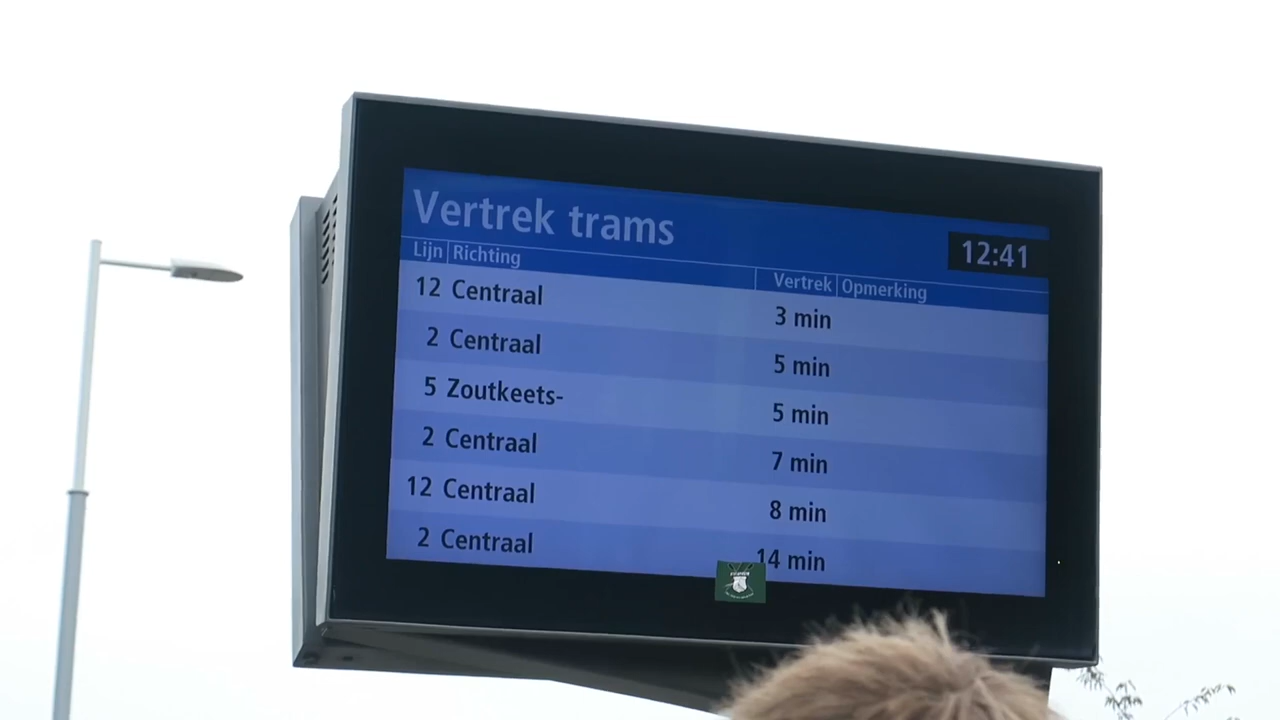 Vertrek trams
12:41
Lijn Richting Vertrek Opmerking
12 Centraal 3 min
2 Centraal 5 min
5 Zoutkeets- 5 min
2 Centraal 7 min
12 Centraal 8 min
2 Centraal 14 min